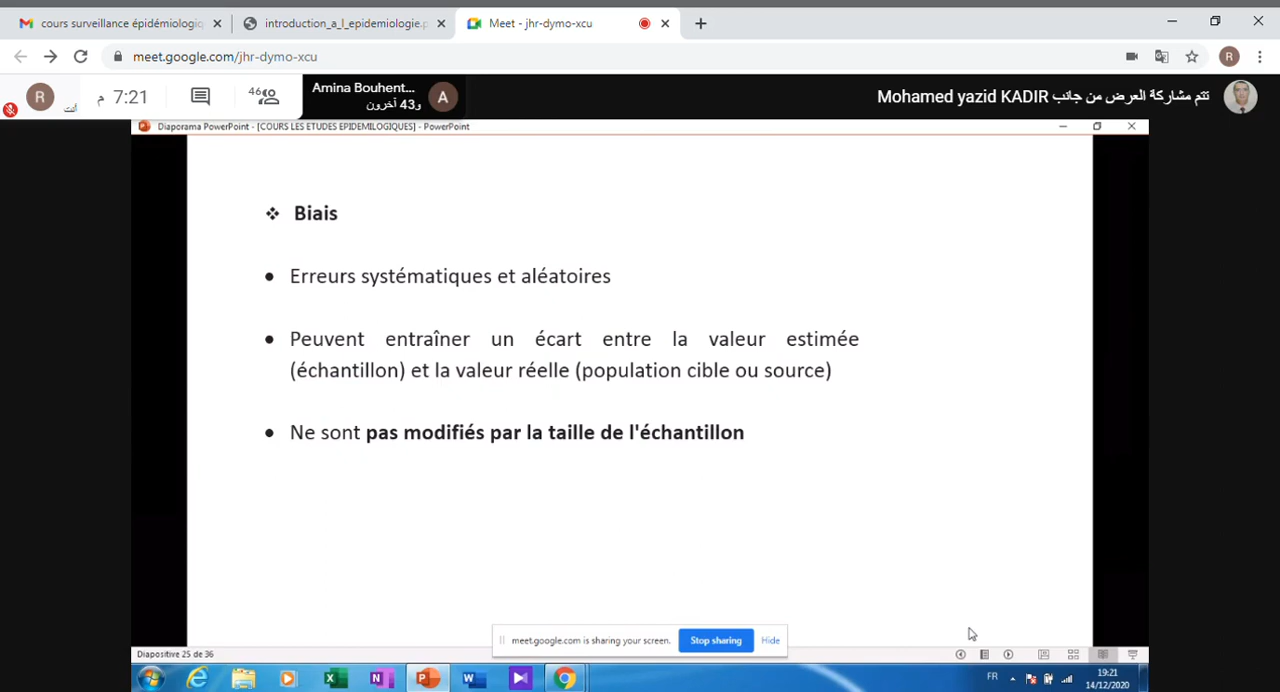 cours surveillance épidémiologiq
introduction_a_l_epidemiologie.p
Meet - jhr-dymo-xcu
meet.google.com/jhr-dymo-xcu
R
R
أنت
7:21 م
46
Amina Bouhent...
و43 آخرون
A
تتم مشاركة العرض من جانب Mohamed yazid KADIR
Diaporama PowerPoint - [COURS LES ETUDES EPIDEMILOGIQUES] - PowerPoint
❖ Biais
• Erreurs systématiques et aléatoires
• Peuvent entraîner un écart entre la valeur estimée
(échantillon) et la valeur réelle (population cible ou source)
• Ne sont pas modifiés par la taille de l'échantillon
meet.google.com is sharing your screen.
Stop sharing
Hide
Diapositive 25 de 36
FR
19:21
14/12/2020